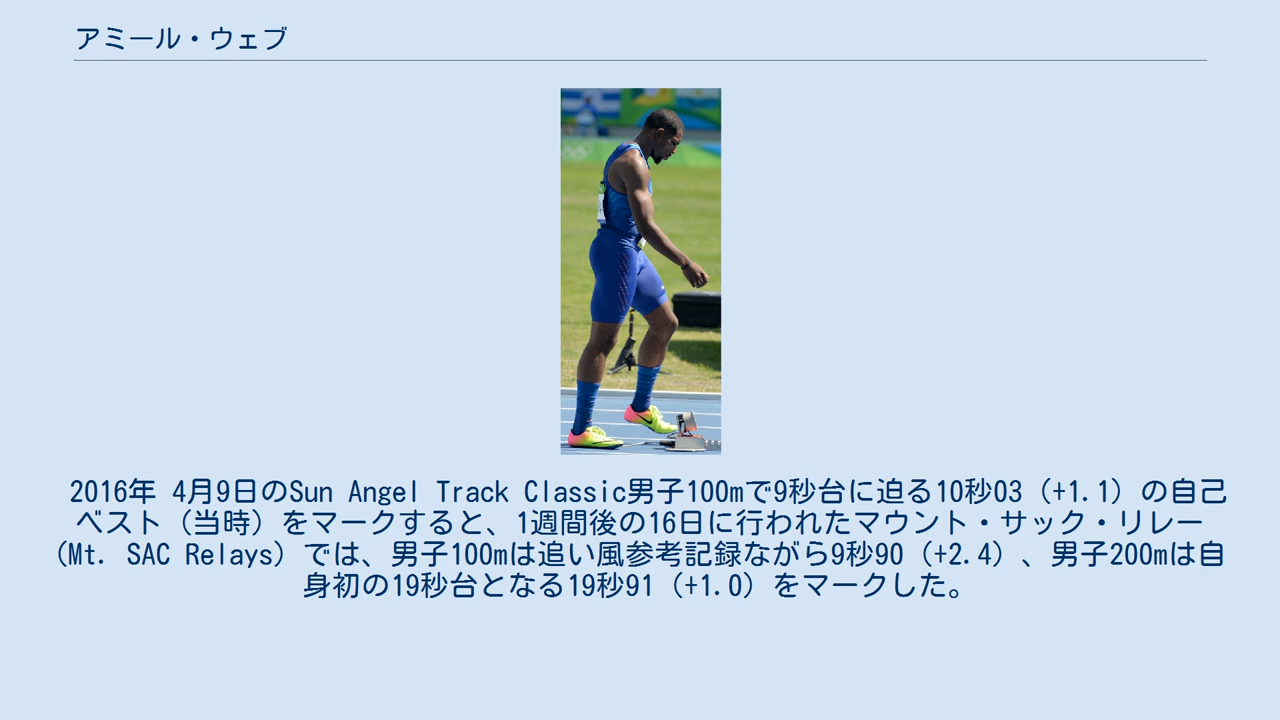 アミール・ウェブ
2016年 4月9日のSun Angel Track Classic男子100mで9秒台に迫る10秒03（+1.1）の自己
ベスト（当時）をマークすると、1週間後の16日に行われたマウント・サック・リレー
(Mt. SAC Relays）では、男子100mは追い風参考記録ながら9秒90（+2.4）、男子200mは自
身初の19秒台となる19秒91（+1.0）をマークした。